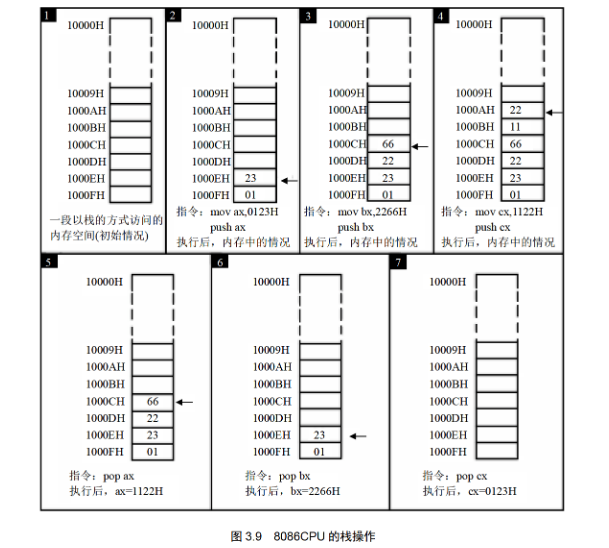 1
10000H
10009H
1000AH
1000BH
1000CH
1000DH
1000EH
1000FH
一段以栈的方式访问的
内存空间(初始情况)
2
10000H
10009H
1000AH
1000BH
1000CH
1000DH
1000EH 23
1000FH 01
指令：mov ax,0123H
push ax
执行后，内存中的情况
3
10000H
10009H
1000AH
1000BH
1000CH 66
1000DH 22
1000EH 23
1000FH 01
指令：mov bx,2266H
push bx
执行后，内存中的情况
4
10000H
10009H
1000AH 22
1000BH 11
1000CH 66
1000DH 22
1000EH 23
1000FH 01
指令：mov cx,1122H
push cx
执行后，内存中的情况
5
10000H
10009H
1000AH
1000BH
1000CH 66
1000DH 22
1000EH 23
1000FH 01
指令：pop ax
执行后，ax=1122H
6
10000H
10009H
1000AH
1000BH
1000CH
1000DH
1000EH 23
1000FH 01
指令：pop bx
执行后，bx=2266H
7
10000H
10009H
1000AH
1000BH
1000CH
1000DH
1000EH
1000FH
指令：pop cx
执行后，cx=0123H
图 3.9 8086CPU 的栈操作